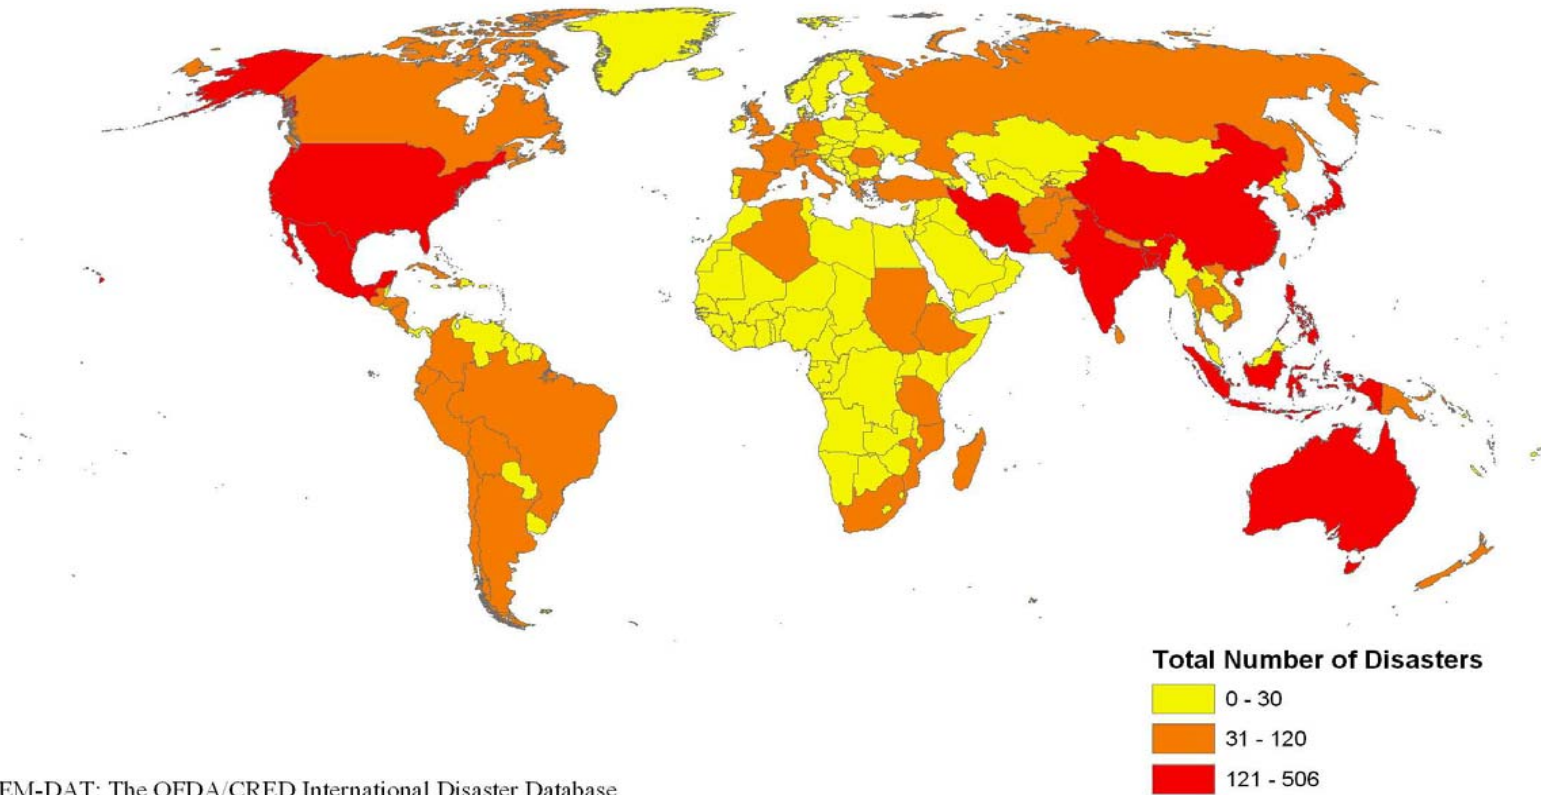 Total Number of Disasters
0 - 30
31 - 120
121 - 506
EM-DAT: The OFDA/CRED International Disaster Database